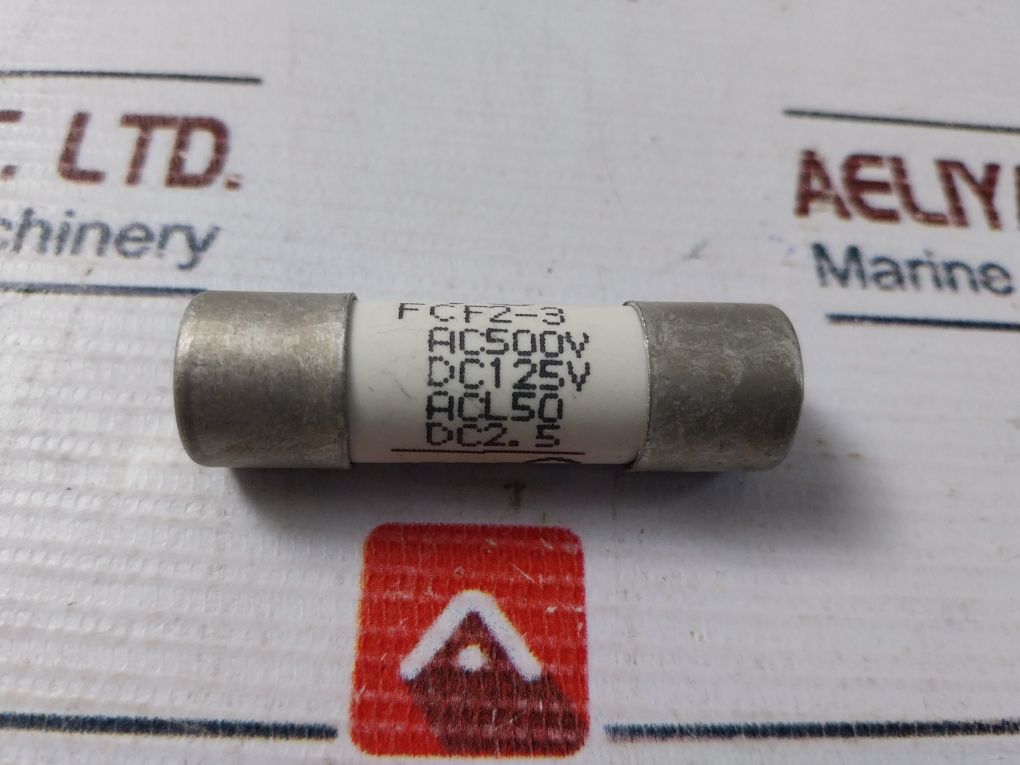 LTD.
chinery
AELIY
Marine
FCF2-3
AC500V
DC125V
ACL50
DC2.5